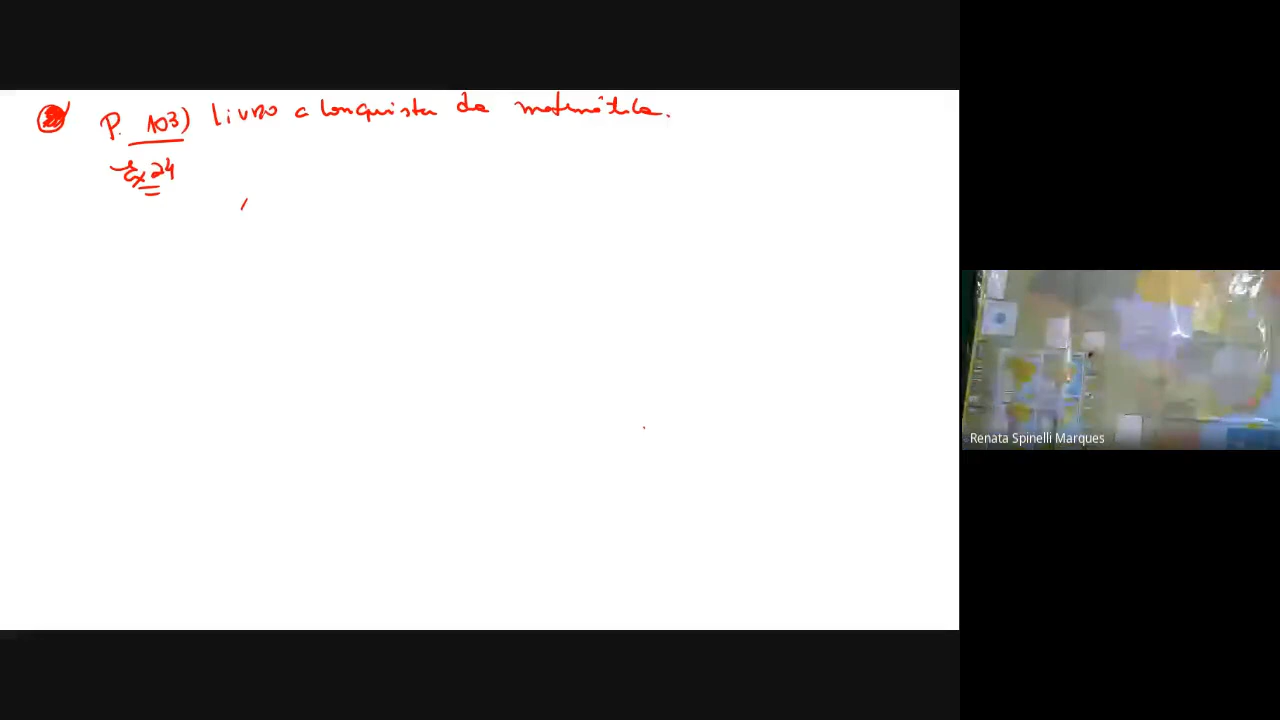 P. 103) Livro a Conquista da matemática.
Ex 24
Renata Spinelli Marques